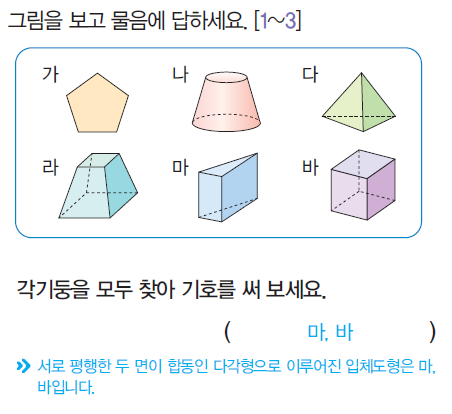 그림을 보고 물음에 답하세요. [1~3]
가 나 다
라 마 바
각기둥을 모두 찾아 기호를 써 보세요.
( 마, 바 )
» 서로 평행한 두 면이 합동인 다각형으로 이루어진 입체도형은 마,
바입니다.